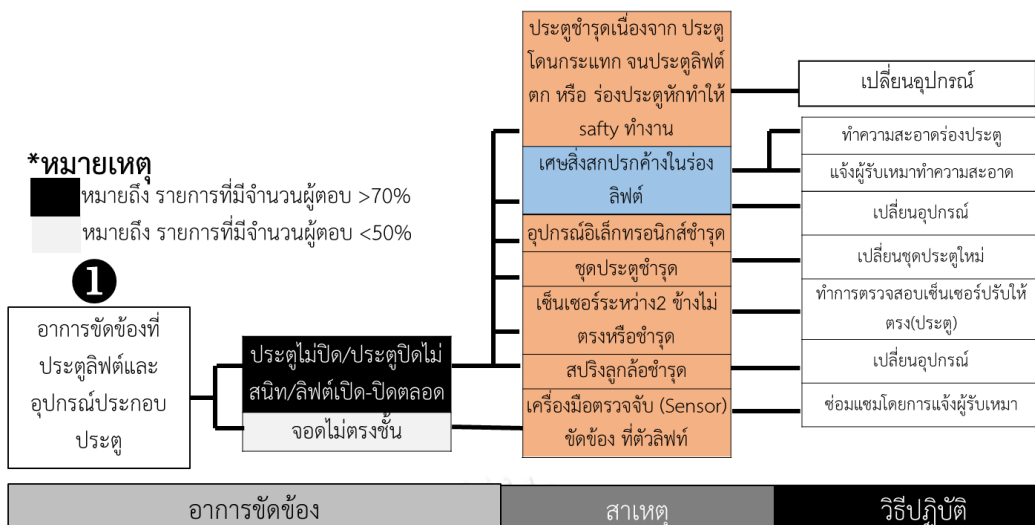 *หมายเหตุ
หมายถึง รายการที่มีจำนวนผู้ตอบ >70%
หมายถึง รายการที่มีจำนวนผู้ตอบ <50%
1
อาการขัดข้องที่
ประตูลิฟต์และ
อุปกรณ์ประกอบ
ประตู
ประตูไม่ปิด/ประตูปิดไม่
สนิท/ลิฟต์เปิด-ปิดตลอด
จอดไม่ตรงชั้น
ประตูชำรุดเนื่องจาก ประตู
โดนกระแทก จนประตูลิฟต์
ตก หรือ ร่องประตูหักทำให้
safty ทำงาน
เศษสิ่งสกปรกค้างในร่อง
ลิฟต์
อุปกรณ์อิเล็กทรอนิกส์ชำรุด
ชุดประตูชำรุด
เซ็นเซอร์ระหว่าง2 ข้างไม่
ตรงหรือชำรุด
สปริงลูกล้อชำรุด
เครื่องมือตรวจจับ (Sensor)
ขัดข้อง ที่ตัวลิฟท์
เปลี่ยนอุปกรณ์
ทำความสะอาดร่องประตู
แจ้งผู้รับเหมาทำความสะอาด
เปลี่ยนอุปกรณ์
เปลี่ยนชุดประตูใหม่
ทำการตรวจสอบเซ็นเซอร์ปรับให้
ตรง(ประตู)
เปลี่ยนอุปกรณ์
ซ่อมแซมโดยการแจ้งผู้รับเหมา
อาการขัดข้อง
สาเหตุ
วิธีปฏิบัติ